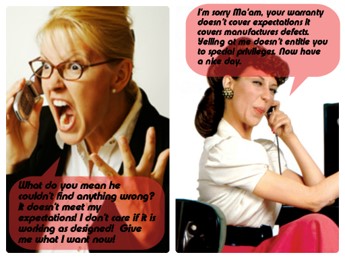 What do you mean he
couldn't find anything wrong?
It doesn't meet my
expectations! I don't care if it is
working as designed! Give
me what I want now!
I'm sorry Ma'am, your warranty
doesn't cover expectations it
covers manufactures defects.
Yelling at me doesn't entitle you
to special privileges, Now have
a nice day.